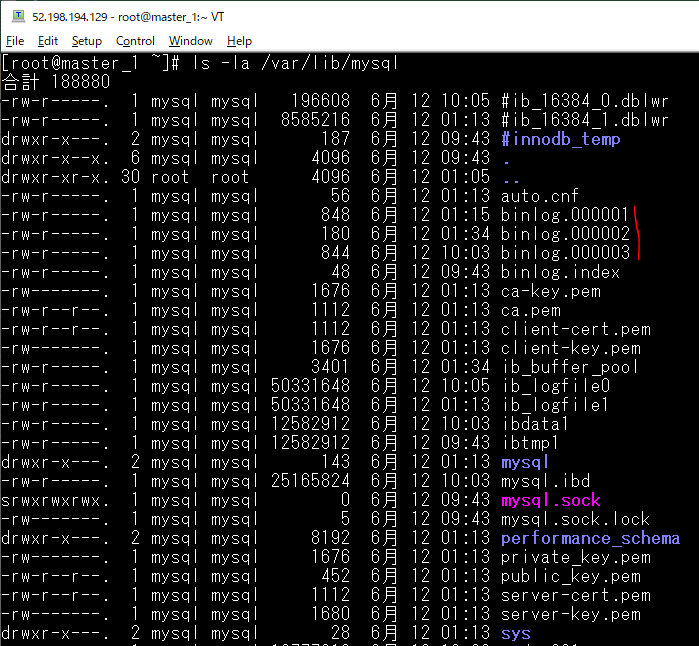 52.198.194.129 - root@master_1:~ VT
File Edit Setup Control Window Help
[root@master_1 ~]# ls -la /var/lib/mysql
合計 188880
-rw-r-----. 1 mysql mysql 196608 6月 12 10:05 #ib_16384_0.dblwr
-rw-r-----. 1 mysql mysql 8585216 6月 12 01:13 #ib_16384_1.dblwr
drwxr-x---. 2 mysql mysql 187 6月 12 09:43 #innodb_temp
drwxr-x--x. 6 mysql mysql 4096 6月 12 09:43 .
drwxr-xr-x. 30 root root 4096 6月 12 01:05 ..
-rw-r-----. 1 mysql mysql 56 6月 12 01:13 auto.cnf
-rw-r-----. 1 mysql mysql 848 6月 12 01:15 binlog.000001
-rw-r-----. 1 mysql mysql 180 6月 12 01:34 binlog.000002
-rw-r-----. 1 mysql mysql 844 6月 12 10:03 binlog.000003
-rw-r-----. 1 mysql mysql 48 6月 12 09:43 binlog.index
-rw-------. 1 mysql mysql 1676 6月 12 01:13 ca-key.pem
-rw-r--r--. 1 mysql mysql 1112 6月 12 01:13 ca.pem
-rw-r--r--. 1 mysql mysql 1112 6月 12 01:13 client-cert.pem
-rw-------. 1 mysql mysql 1676 6月 12 01:13 client-key.pem
-rw-r-----. 1 mysql mysql 3401 6月 12 01:34 ib_buffer_pool
-rw-r-----. 1 mysql mysql 50331648 6月 12 10:05 ib_logfile0
-rw-r-----. 1 mysql mysql 50331648 6月 12 01:13 ib_logfile1
-rw-r-----. 1 mysql mysql 12582912 6月 12 10:03 ibdata1
-rw-r-----. 1 mysql mysql 12582912 6月 12 09:43 ibtmp1
drwxr-x---. 2 mysql mysql 143 6月 12 01:13 mysql
-rw-r-----. 1 mysql mysql 25165824 6月 12 10:03 mysql.ibd
srwxrwxrwx. 1 mysql mysql 0 6月 12 09:43 mysql.sock
-rw-------. 1 mysql mysql 5 6月 12 09:43 mysql.sock.lock
drwxr-x---. 2 mysql mysql 8192 6月 12 01:13 performance_schema
-rw-------. 1 mysql mysql 1676 6月 12 01:13 private_key.pem
-rw-r--r--. 1 mysql mysql 452 6月 12 01:13 public_key.pem
-rw-r--r--. 1 mysql mysql 1112 6月 12 01:13 server-cert.pem
-rw-------. 1 mysql mysql 1680 6月 12 01:13 server-key.pem
drwxr-x---. 2 mysql mysql 28 6月 12 01:13 sys